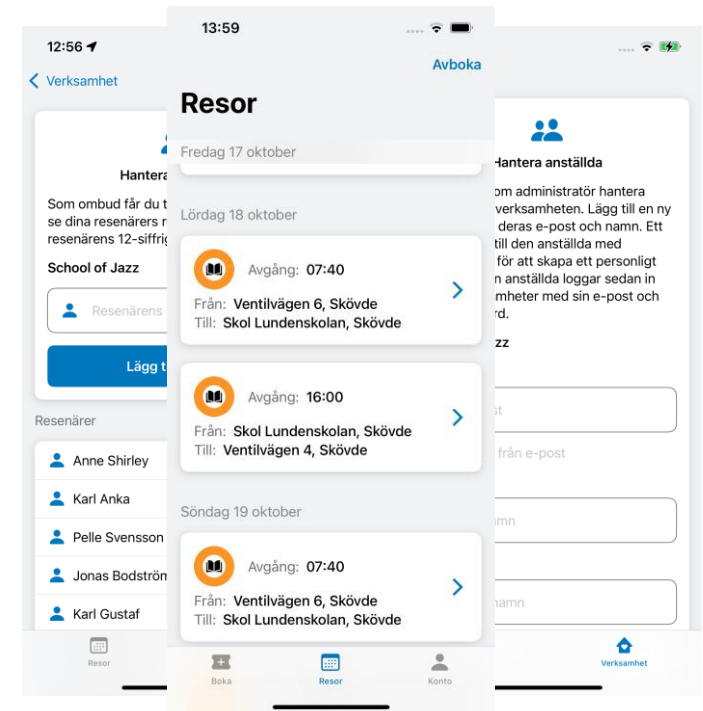 12:56
Verksamhet
Hantera
Som ombud får du t
se dina resenärers r
resenärens 12-siffrig
School of Jazz
Resenärens
Lägg t
Resenärer
Anne Shirley
Karl Anka
Pelle Svensson
Jonas Bodström
Karl Gustaf
Resor
13:59
Avboka
Resor
Fredag 17 oktober
Lördag 18 oktober
Avgång: 07:40
Från: Ventilvägen 6, Skövde
Till: Skol Lundenskolan, Skövde
Avgång: 16:00
Från: Skol Lundenskolan, Skövde
Till: Ventilvägen 4, Skövde
Söndag 19 oktober
Avgång: 07:40
Från: Ventilvägen 6, Skövde
Till: Skol Lundenskolan, Skövde
Boka
Resor
Konto
Hantera anställda
om administratör hantera
verksamheten. Lägg till en ny
deras e-post och namn. Ett
till den anställda med
för att skapa ett personligt
n anställda loggar sedan in
mheter med sin e-post och
rd.
zz
st
från e-post
mn
namn
Verksamhet